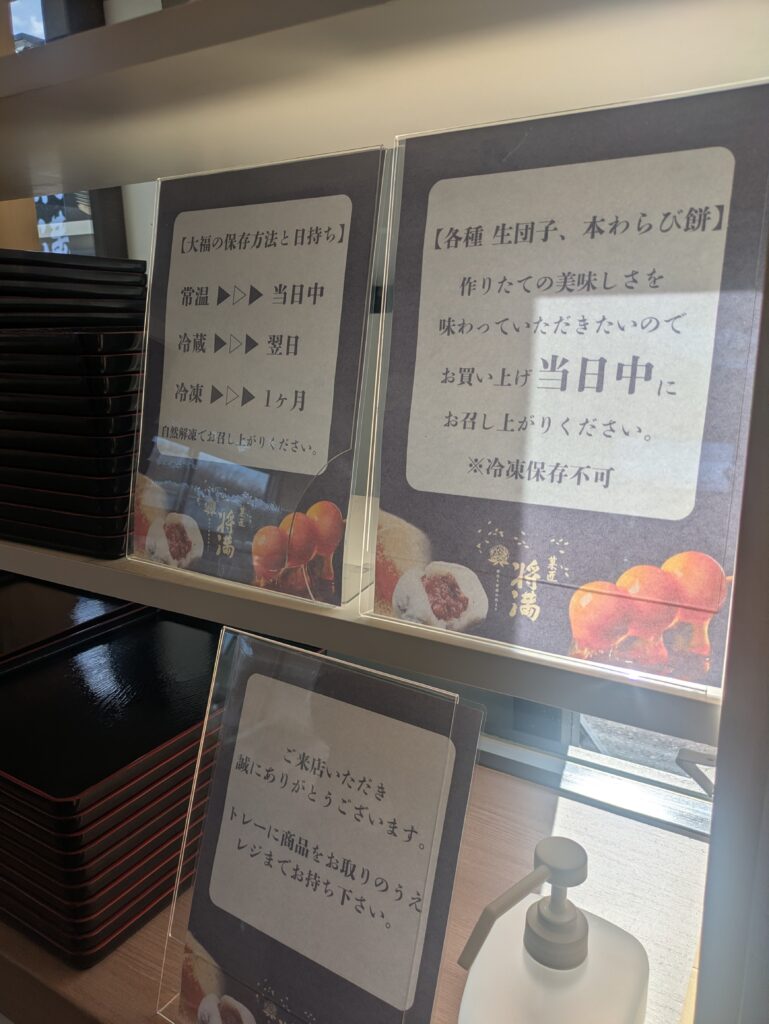 【大福の保存方法と日持ち】
常温 ▶▷▶ 当日中
冷蔵 ▶▷▶ 翌日
冷凍 ▶▷▶ 1ヶ月
自然解凍でお召し上がりください。
菓匠
将満
【各種 生団子、本わらび餅】
作りたての美味しさを
味わっていただきたいので
お買い上げ当日中に
お召し上がりください。
※冷凍保存不可
菓匠
将満
ご来店いただき
誠にありがとうございます。
トレーに商品をお取りのうえ
レジまでお持ち下さい。